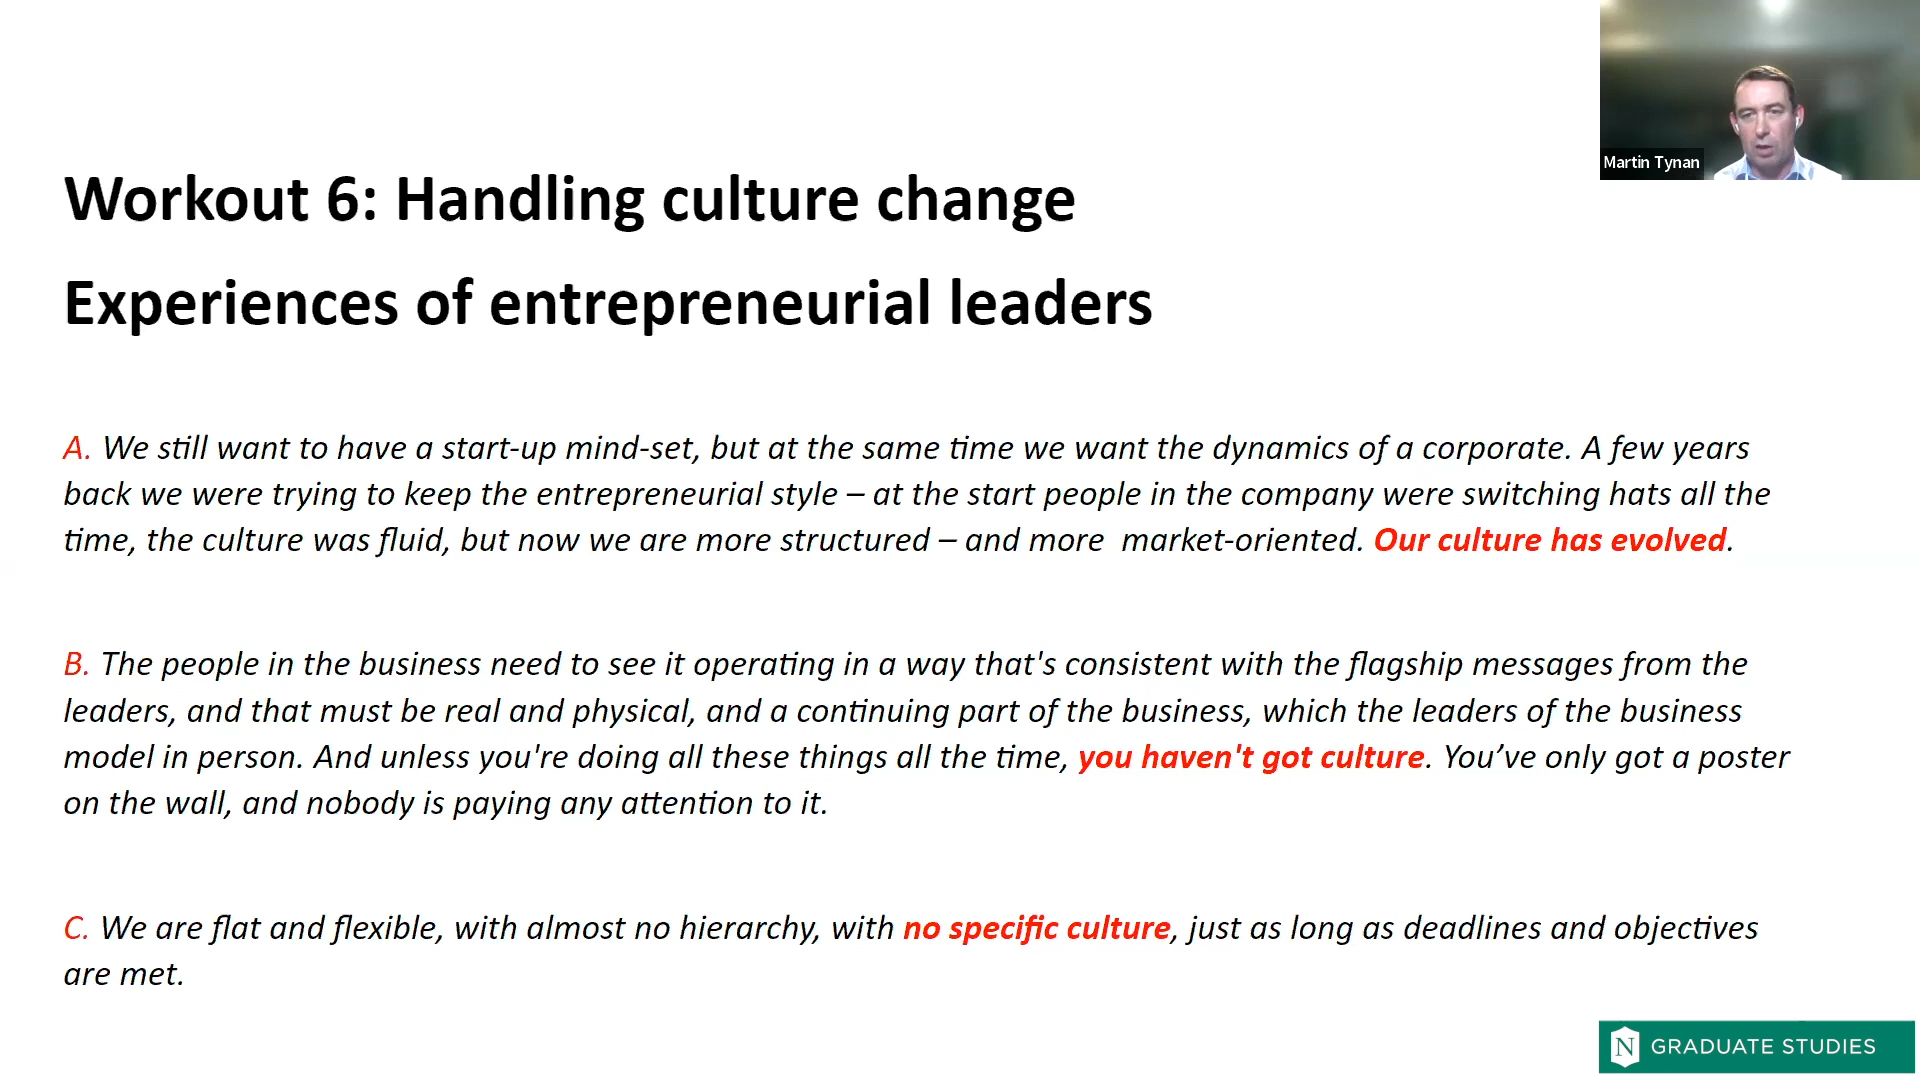 Martin Tynan
Workout 6: Handling culture change
Experiences of entrepreneurial leaders
A. We still want to have a start-up mind-set, but at the same time we want the dynamics of a corporate. A few years
back we were trying to keep the entrepreneurial style – at the start people in the company were switching hats all the
time, the culture was fluid, but now we are more structured – and more  market-oriented. Our culture has evolved.
B. The people in the business need to see it operating in a way that's consistent with the flagship messages from the
leaders, and that must be real and physical, and a continuing part of the business, which the leaders of the business
model in person. And unless you're doing all these things all the time, you haven't got culture. You’ve only got a poster
on the wall, and nobody is paying any attention to it.
C. We are flat and flexible, with almost no hierarchy, with no specific culture, just as long as deadlines and objectives
are met.
N GRADUATE STUDIES